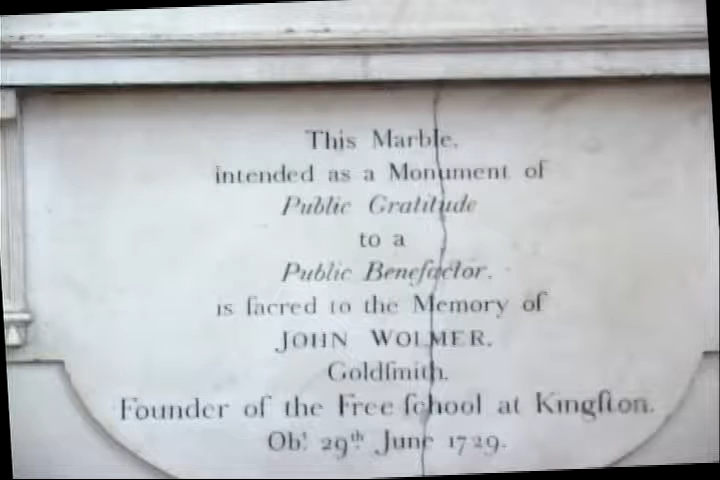 This Marble,
intended as a Monument of
Public Gratitude
to a
Public Benefactor.
is ſacred to the Memory of
JOHN WOLMER.
Goldſmith.
Founder of the Free ſchool at Kingſton.
Obt. 29th June 1729.